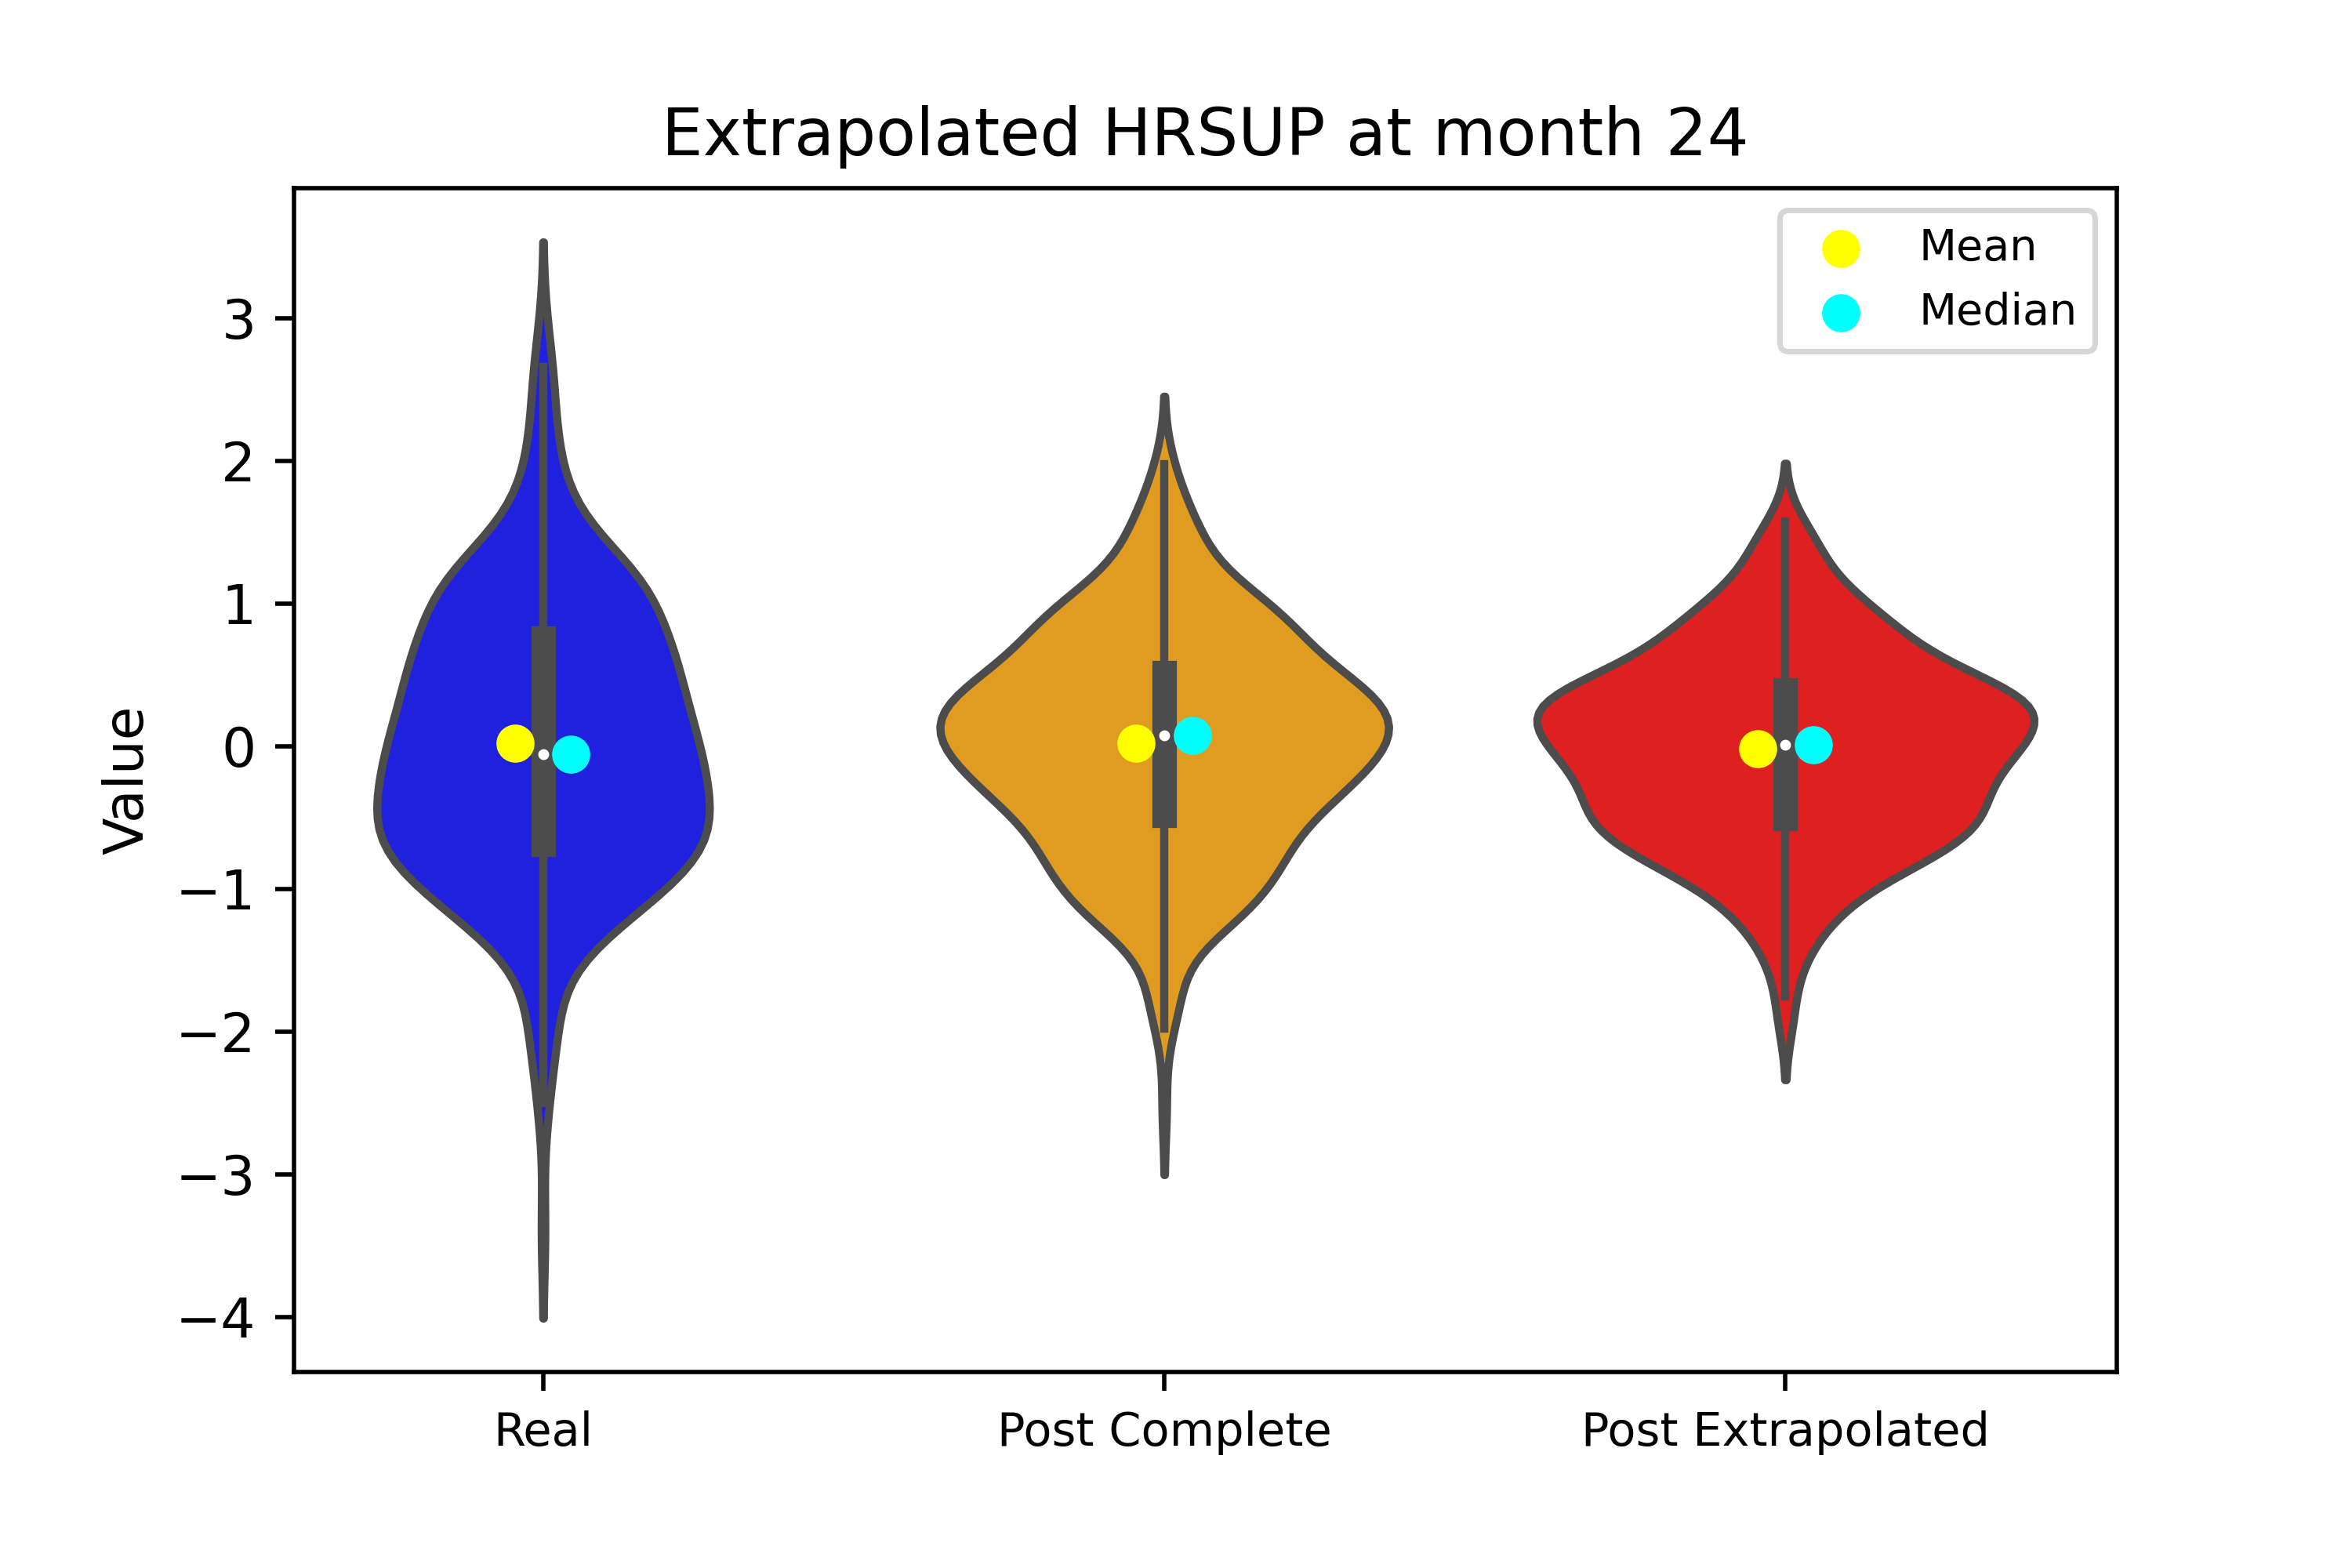 Extrapolated HRSUP at month 24
Mean
Median
Value
3
2
1
0
−1
−2
−3
−4
Real
Post Complete
Post Extrapolated